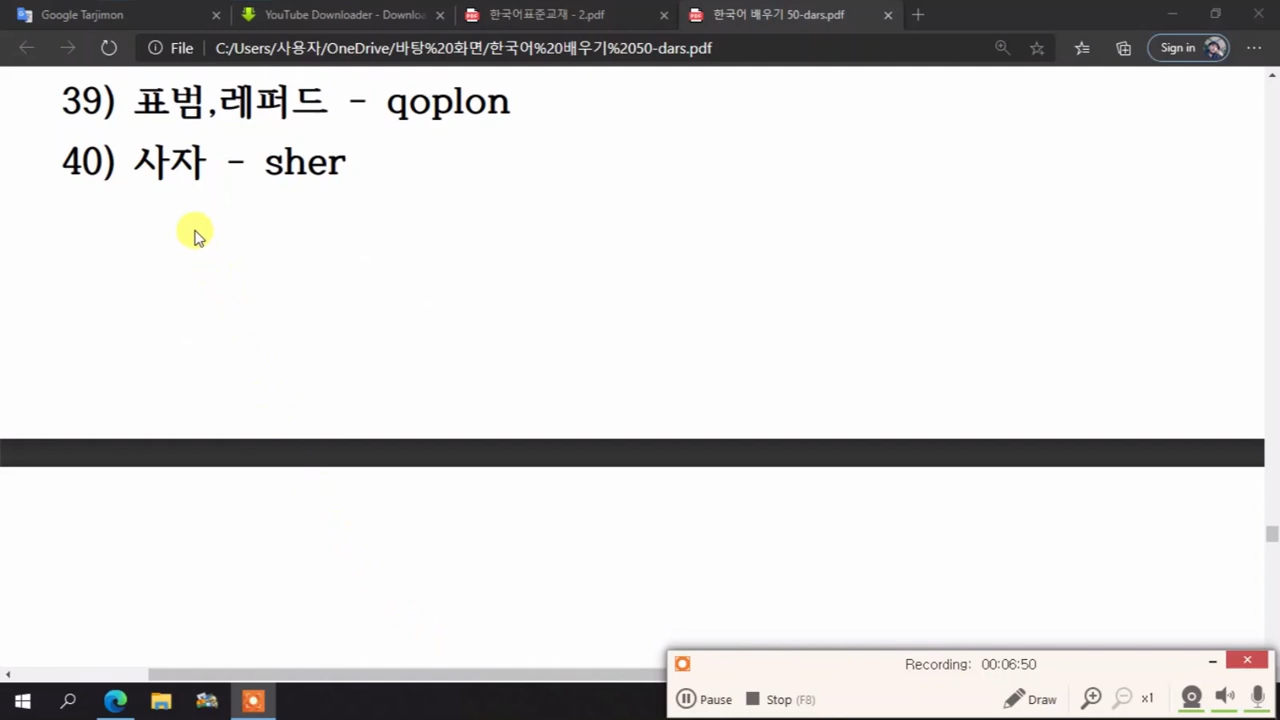 Google Tarjimon
YouTube Downloader - Downloa
한국어표준교재 - 2.pdf
한국어 배우기 50-dars.pdf
File C:/Users/사용자/OneDrive/바탕%20화면/한국어%20배우기%2050-dars.pdf
Sign in
39) 표범,레퍼드 - qoplon
40) 사자 - sher
Recording: 00:06:50
Pause Stop (F8) Draw x1